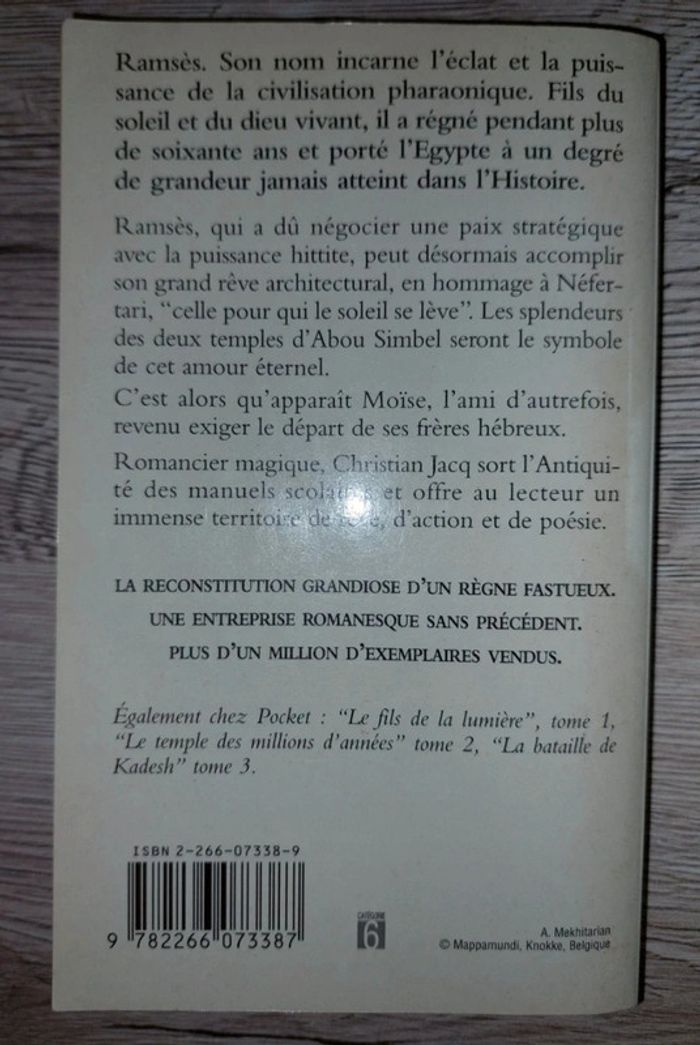 Ramsès. Son nom incarne l'éclat et la puis-
sance de la civilisation pharaonique. Fils du
soleil et du dieu vivant, il a régné pendant plus
de soixante ans et porté l'Egypte à un degré
de grandeur jamais atteint dans l'Histoire.
Ramsès, qui a dû négocier une paix stratégique
avec la puissance hittite, peut désormais accomplir
son grand rêve architectural, en hommage à Néfer-
tari, "celle pour qui le soleil se lève". Les splendeurs
des deux temples d'Abou Simbel seront le symbole
de cet amour éternel.
C'est alors qu'apparaît Moïse, l'ami d'autrefois,
revenu exiger le départ de ses frères hébreux.
Romancier magique, Christian Jacq sort l'Antiqui-
té des manuels scolaires et offre au lecteur un
immense territoire de rêve, d'action et de poésie.
LA RECONSTITUTION GRANDIOSE D'UN RÈGNE FASTUEUX.
UNE ENTREPRISE ROMANESQUE SANS PRÉCÉDENT.
PLUS D'UN MILLION D'EXEMPLAIRES VENDUS.
Également chez Pocket : "Le fils de la lumière", tome 1,
"Le temple des millions d'années" tome 2, "La bataille de
Kadesh" tome 3.
ISBN 2-266-07338-9
9 782266 073387
CATÉGORIE
6
A. Mekhitarian
© Mappamundi, Knokke, Belgique